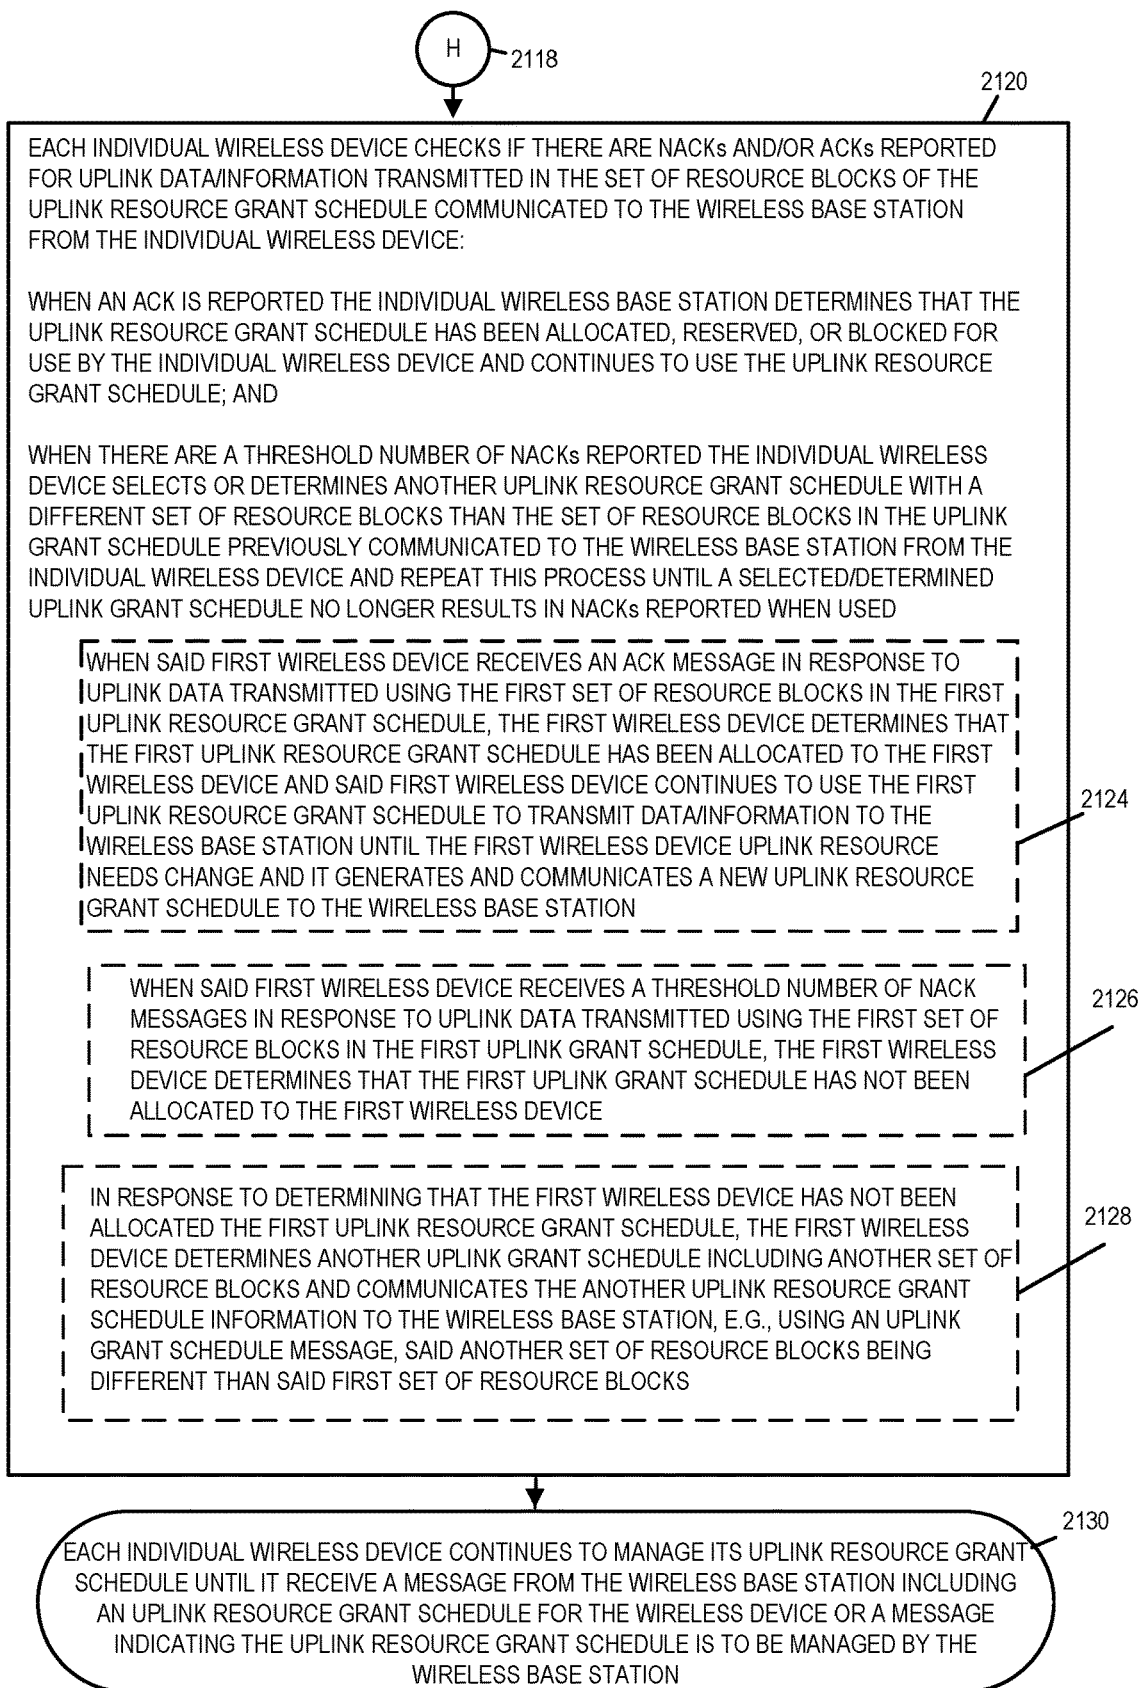 H
2118
2120
EACH INDIVIDUAL WIRELESS DEVICE CHECKS IF THERE ARE NACKs AND/OR ACKs REPORTED
FOR UPLINK DATA/INFORMATION TRANSMITTED IN THE SET OF RESOURCE BLOCKS OF THE
UPLINK RESOURCE GRANT SCHEDULE COMMUNICATED TO THE WIRELESS BASE STATION
FROM THE INDIVIDUAL WIRELESS DEVICE:
WHEN AN ACK IS REPORTED THE INDIVIDUAL WIRELESS BASE STATION DETERMINES THAT THE
UPLINK RESOURCE GRANT SCHEDULE HAS BEEN ALLOCATED, RESERVED, OR BLOCKED FOR
USE BY THE INDIVIDUAL WIRELESS DEVICE AND CONTINUES TO USE THE UPLINK RESOURCE
GRANT SCHEDULE; AND
WHEN THERE ARE A THRESHOLD NUMBER OF NACKs REPORTED THE INDIVIDUAL WIRELESS
DEVICE SELECTS OR DETERMINES ANOTHER UPLINK RESOURCE GRANT SCHEDULE WITH A
DIFFERENT SET OF RESOURCE BLOCKS THAN THE SET OF RESOURCE BLOCKS IN THE UPLINK
GRANT SCHEDULE PREVIOUSLY COMMUNICATED TO THE WIRELESS BASE STATION FROM THE
INDIVIDUAL WIRELESS DEVICE AND REPEAT THIS PROCESS UNTIL A SELECTED/DETERMINED
UPLINK GRANT SCHEDULE NO LONGER RESULTS IN NACKs REPORTED WHEN USED
WHEN SAID FIRST WIRELESS DEVICE RECEIVES AN ACK MESSAGE IN RESPONSE TO
UPLINK DATA TRANSMITTED USING THE FIRST SET OF RESOURCE BLOCKS IN THE FIRST
UPLINK RESOURCE GRANT SCHEDULE, THE FIRST WIRELESS DEVICE DETERMINES THAT
THE FIRST UPLINK RESOURCE GRANT SCHEDULE HAS BEEN ALLOCATED TO THE FIRST
WIRELESS DEVICE AND SAID FIRST WIRELESS DEVICE CONTINUES TO USE THE FIRST
UPLINK RESOURCE GRANT SCHEDULE TO TRANSMIT DATA/INFORMATION TO THE
WIRELESS BASE STATION UNTIL THE FIRST WIRELESS DEVICE UPLINK RESOURCE
NEEDS CHANGE AND IT GENERATES AND COMMUNICATES A NEW UPLINK RESOURCE
GRANT SCHEDULE TO THE WIRELESS BASE STATION
2124
WHEN SAID FIRST WIRELESS DEVICE RECEIVES A THRESHOLD NUMBER OF NACK
MESSAGES IN RESPONSE TO UPLINK DATA TRANSMITTED USING THE FIRST SET OF
RESOURCE BLOCKS IN THE FIRST UPLINK GRANT SCHEDULE, THE FIRST WIRELESS
DEVICE DETERMINES THAT THE FIRST UPLINK GRANT SCHEDULE HAS NOT BEEN
ALLOCATED TO THE FIRST WIRELESS DEVICE
2126
IN RESPONSE TO DETERMINING THAT THE FIRST WIRELESS DEVICE HAS NOT BEEN
ALLOCATED THE FIRST UPLINK RESOURCE GRANT SCHEDULE, THE FIRST WIRELESS
DEVICE DETERMINES ANOTHER UPLINK GRANT SCHEDULE INCLUDING ANOTHER SET OF
RESOURCE BLOCKS AND COMMUNICATES THE ANOTHER UPLINK RESOURCE GRANT
SCHEDULE INFORMATION TO THE WIRELESS BASE STATION, E.G., USING AN UPLINK
GRANT SCHEDULE MESSAGE, SAID ANOTHER SET OF RESOURCE BLOCKS BEING
DIFFERENT THAN SAID FIRST SET OF RESOURCE BLOCKS
2128
2130
EACH INDIVIDUAL WIRELESS DEVICE CONTINUES TO MANAGE ITS UPLINK RESOURCE GRANT
SCHEDULE UNTIL IT RECEIVE A MESSAGE FROM THE WIRELESS BASE STATION INCLUDING
AN UPLINK RESOURCE GRANT SCHEDULE FOR THE WIRELESS DEVICE OR A MESSAGE
INDICATING THE UPLINK RESOURCE GRANT SCHEDULE IS TO BE MANAGED BY THE
WIRELESS BASE STATION